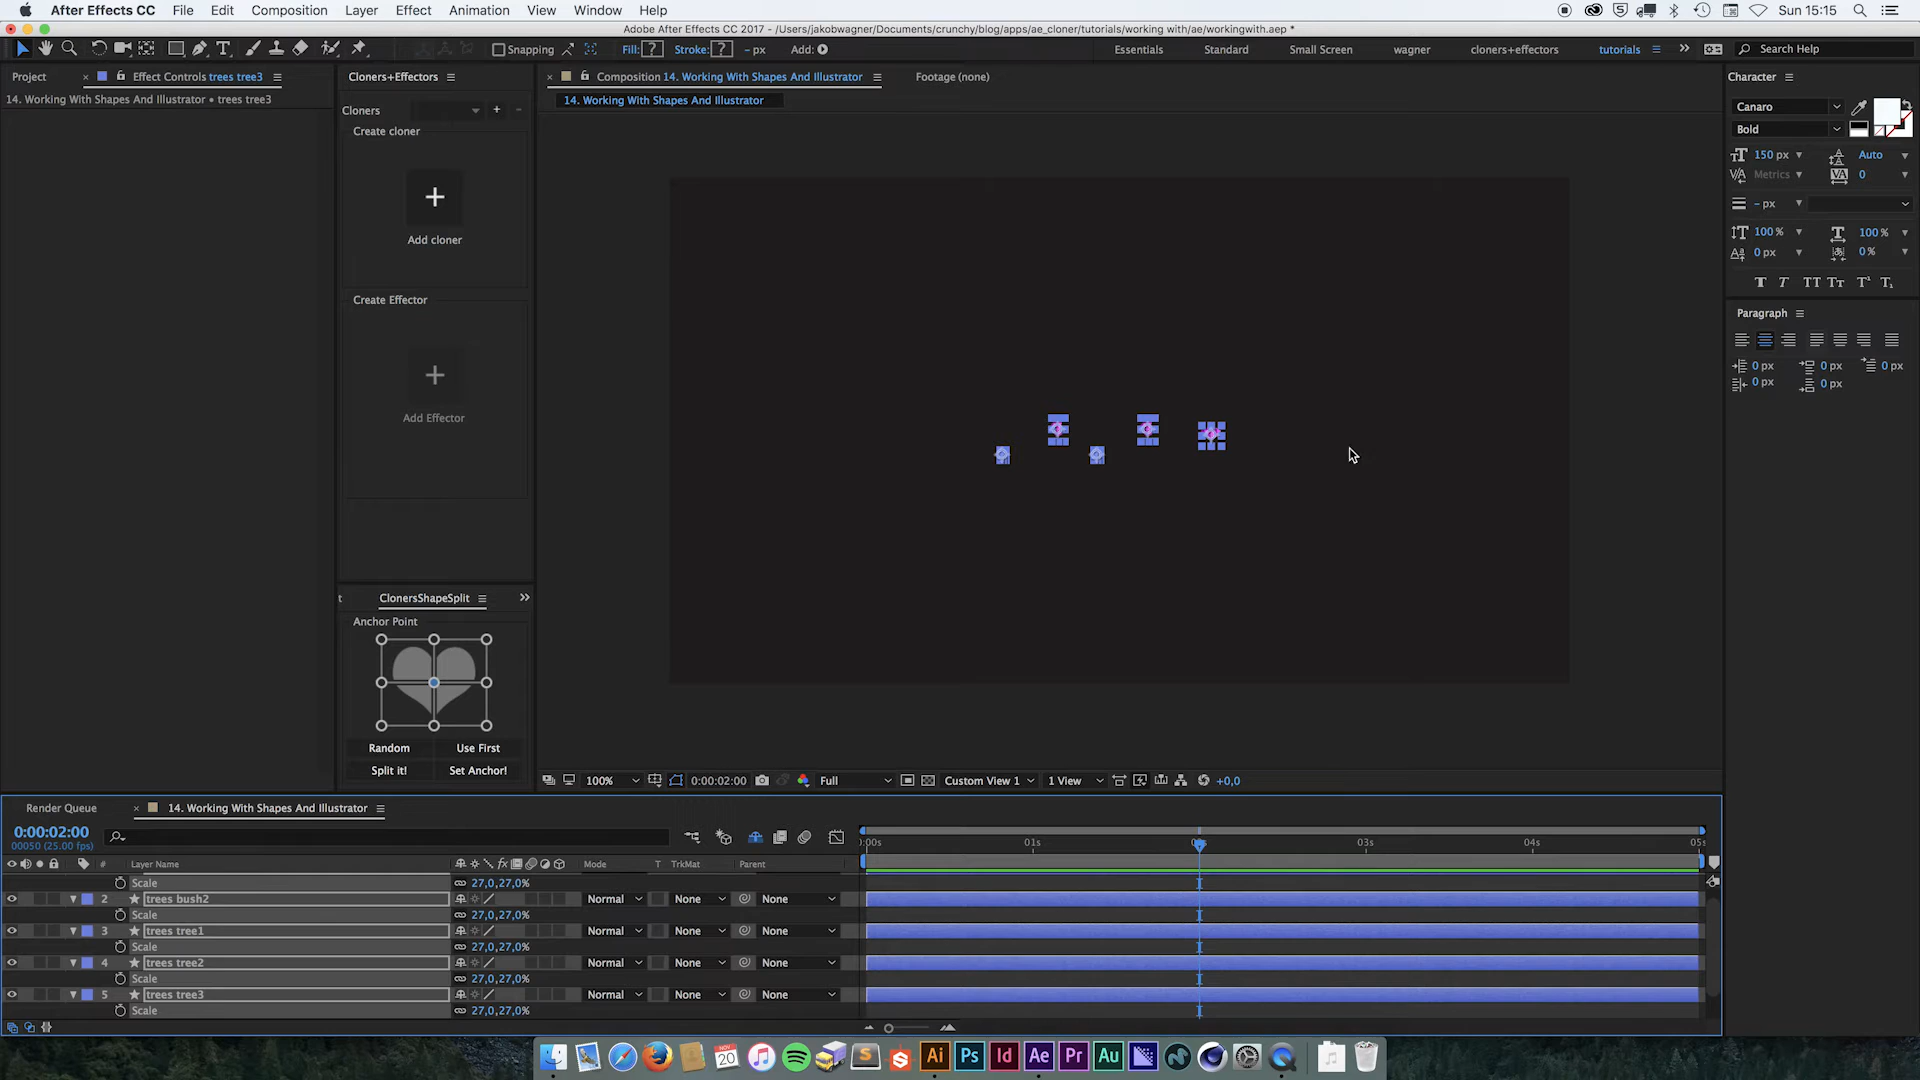 After Effects CC File Edit Composition Layer Effect Animation View Window Help Sun 15:15
Adobe After Effects CC 2017 - /Users/jakobwagner/Documents/crunchy/blog/apps/ae_cloner/tutorials/working with/ae/workingwith.aep *
Snapping Fill: ? Stroke: ? - px Add: Essentials Standard Small Screen wagner cloners+effectors tutorials Search Help
Project Effect Controls trees tree3 Cloners+Effectors Composition 14. Working With Shapes And Illustrator Footage (none) Character
14. Working With Shapes And Illustrator • trees tree3
14. Working With Shapes And Illustrator
Cloners
Create cloner
Add cloner
Create Effector
Add Effector
t ClonersShapeSplit
Anchor Point
Random Use First
Split it! Set Anchor!
Canaro
Bold
150 px Auto
Metrics 0
- px
100 % 100 %
0 px 0 %
Paragraph
0 px 0 px 0 px
0 px 0 px
100% 0:00:02:00 Full Custom View 1 1 View +0,0
Render Queue 14. Working With Shapes And Illustrator
0:00:02:00
00050 (25.00 fps)
:00s 01s 03s 04s 05s
# Layer Name Mode T TrkMat Parent
Scale 27,0,27,0%
2 trees bush2 Normal None None
Scale 27,0,27,0%
3 trees tree1 Normal None None
Scale 27,0,27,0%
4 trees tree2 Normal None None
Scale 27,0,27,0%
5 trees tree3 Normal None None
Scale 27,0,27,0%
NOV 20 Ai Ps Id Ae Pr Au